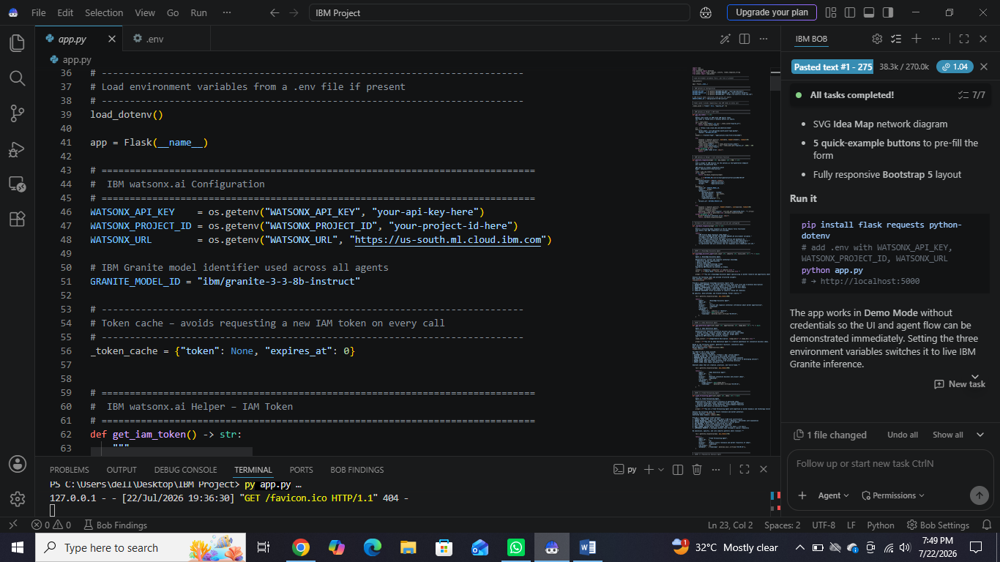 File Edit Selection View Go Run ··· IBM Project Upgrade your plan
app.py .env
app.py
36 # --------------------------------------------------------------------------
37 # Load environment variables from a .env file if present
38 # --------------------------------------------------------------------------
39 load_dotenv()
40
41 app = Flask(__name__)
42
43 # ============================================================================
44 #  IBM watsonx.ai Configuration
45 # ============================================================================
46 WATSONX_API_KEY    = os.getenv("WATSONX_API_KEY", "your-api-key-here")
47 WATSONX_PROJECT_ID = os.getenv("WATSONX_PROJECT_ID", "your-project-id-here")
48 WATSONX_URL        = os.getenv("WATSONX_URL", "https://us-south.ml.cloud.ibm.com")
49
50 # IBM Granite model identifier used across all agents
51 GRANITE_MODEL_ID = "ibm/granite-3-3-8b-instruct"
52
53 # --------------------------------------------------------------------------
54 # Token cache – avoids requesting a new IAM token on every call
55 # --------------------------------------------------------------------------
56 _token_cache = {"token": None, "expires_at": 0}
57
58
59 # ============================================================================
60 #  IBM watsonx.ai Helper – IAM Token
61 # ============================================================================
62 def get_iam_token() -> str:
63     """
PROBLEMS OUTPUT DEBUG CONSOLE TERMINAL PORTS BOB FINDINGS
py
PS C:\Users\dell\Desktop\IBM Project> py app.py …
127.0.0.1 - - [22/Jul/2026 19:36:30] "GET /favicon.ico HTTP/1.1" 404 -
IBM BOB
Pasted text #1 - 275 38.3k / 270.0k 1.04
All tasks completed! 7/7
• SVG Idea Map network diagram
• 5 quick-example buttons to pre-fill the
form
• Fully responsive Bootstrap 5 layout
Run it
pip install flask requests python-
dotenv
# add .env with WATSONX_API_KEY,
WATSONX_PROJECT_ID, WATSONX_URL
python app.py
# → http://localhost:5000
The app works in Demo Mode without
credentials so the UI and agent flow can be
demonstrated immediately. Setting the three
environment variables switches it to live IBM
Granite inference.
New task
1 file changed Undo all Show all
Follow up or start new task CtrlN
Agent Permissions
0 0 Bob Findings Ln 23, Col 2 Spaces: 2 UTF-8 LF Python Bob Settings
Type here to search 1 32°C Mostly clear 7:49 PM
7/22/2026